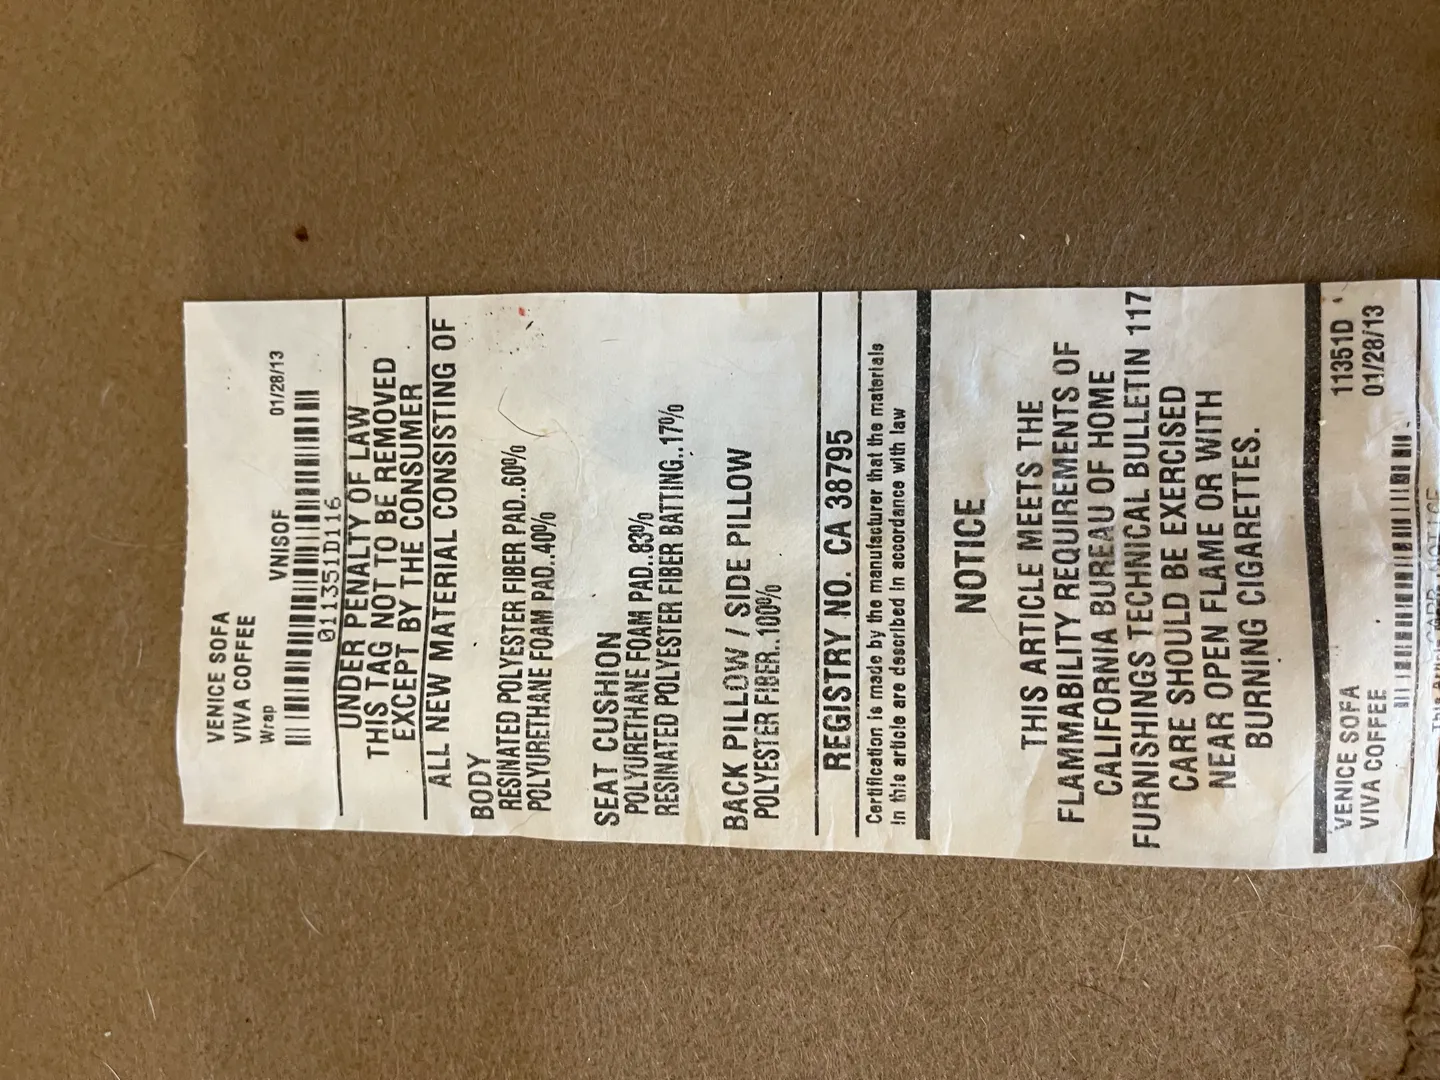 VENICE SOFA
VIVA COFFEE
Wrap VNISOF 01/28/13
011351D116
UNDER PENALTY OF LAW
THIS TAG NOT TO BE REMOVED
EXCEPT BY THE CONSUMER
ALL NEW MATERIAL CONSISTING OF
BODY
RESINATED POLYESTER FIBER PAD..60%
POLYURETHANE FOAM PAD..40%
SEAT CUSHION
POLYURETHANE FOAM PAD..83%
RESINATED POLYESTER FIBER BATTING..17%
BACK PILLOW / SIDE PILLOW
POLYESTER FIBER..100%
REGISTRY NO. CA 38795
Certification is made by the manufacturer that the materials
in this article are described in accordance with law
NOTICE
THIS ARTICLE MEETS THE
FLAMMABILITY REQUIREMENTS OF
CALIFORNIA BUREAU OF HOME
FURNISHINGS TECHNICAL BULLETIN 117
CARE SHOULD BE EXERCISED
NEAR OPEN FLAME OR WITH
BURNING CIGARETTES.
VENICE SOFA 11351D
VIVA COFFEE 01/28/13